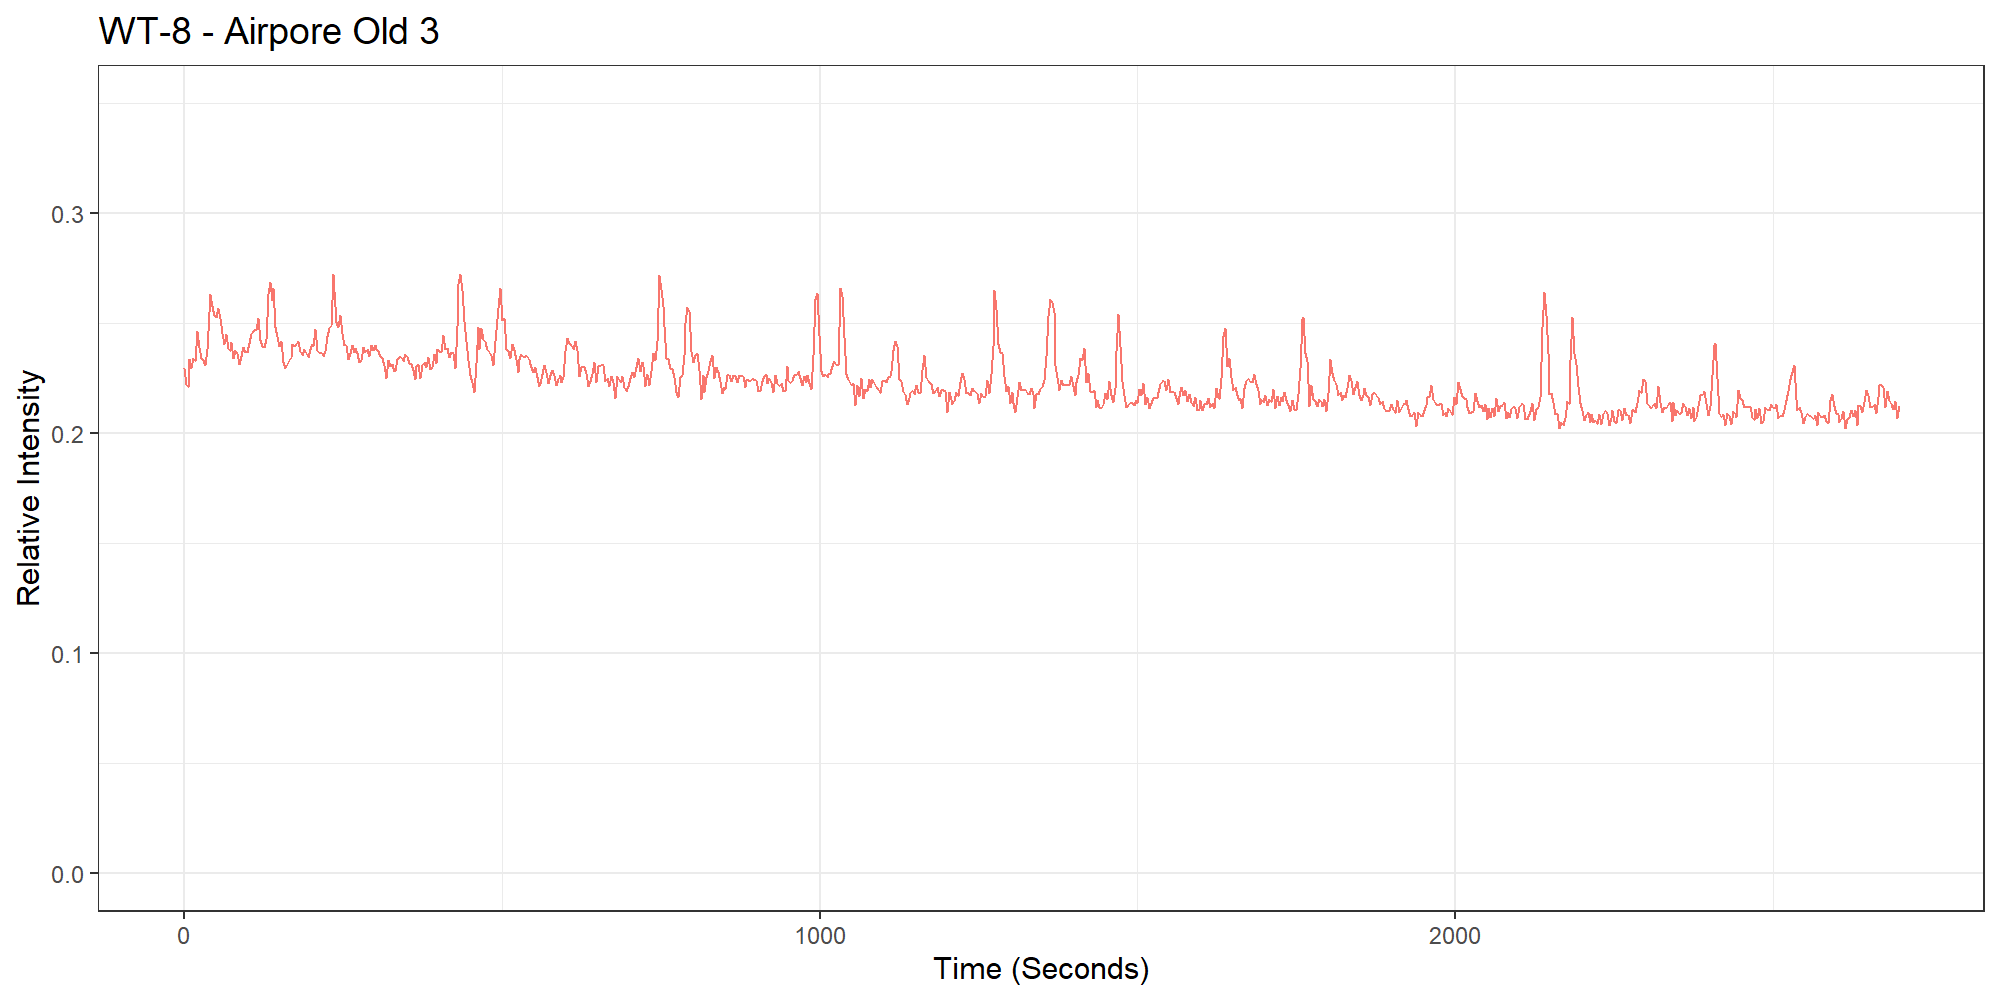 WT-8 - Airpore Old 3
Relative Intensity
0.3
0.2
0.1
0.0
0
1000
2000
Time (Seconds)